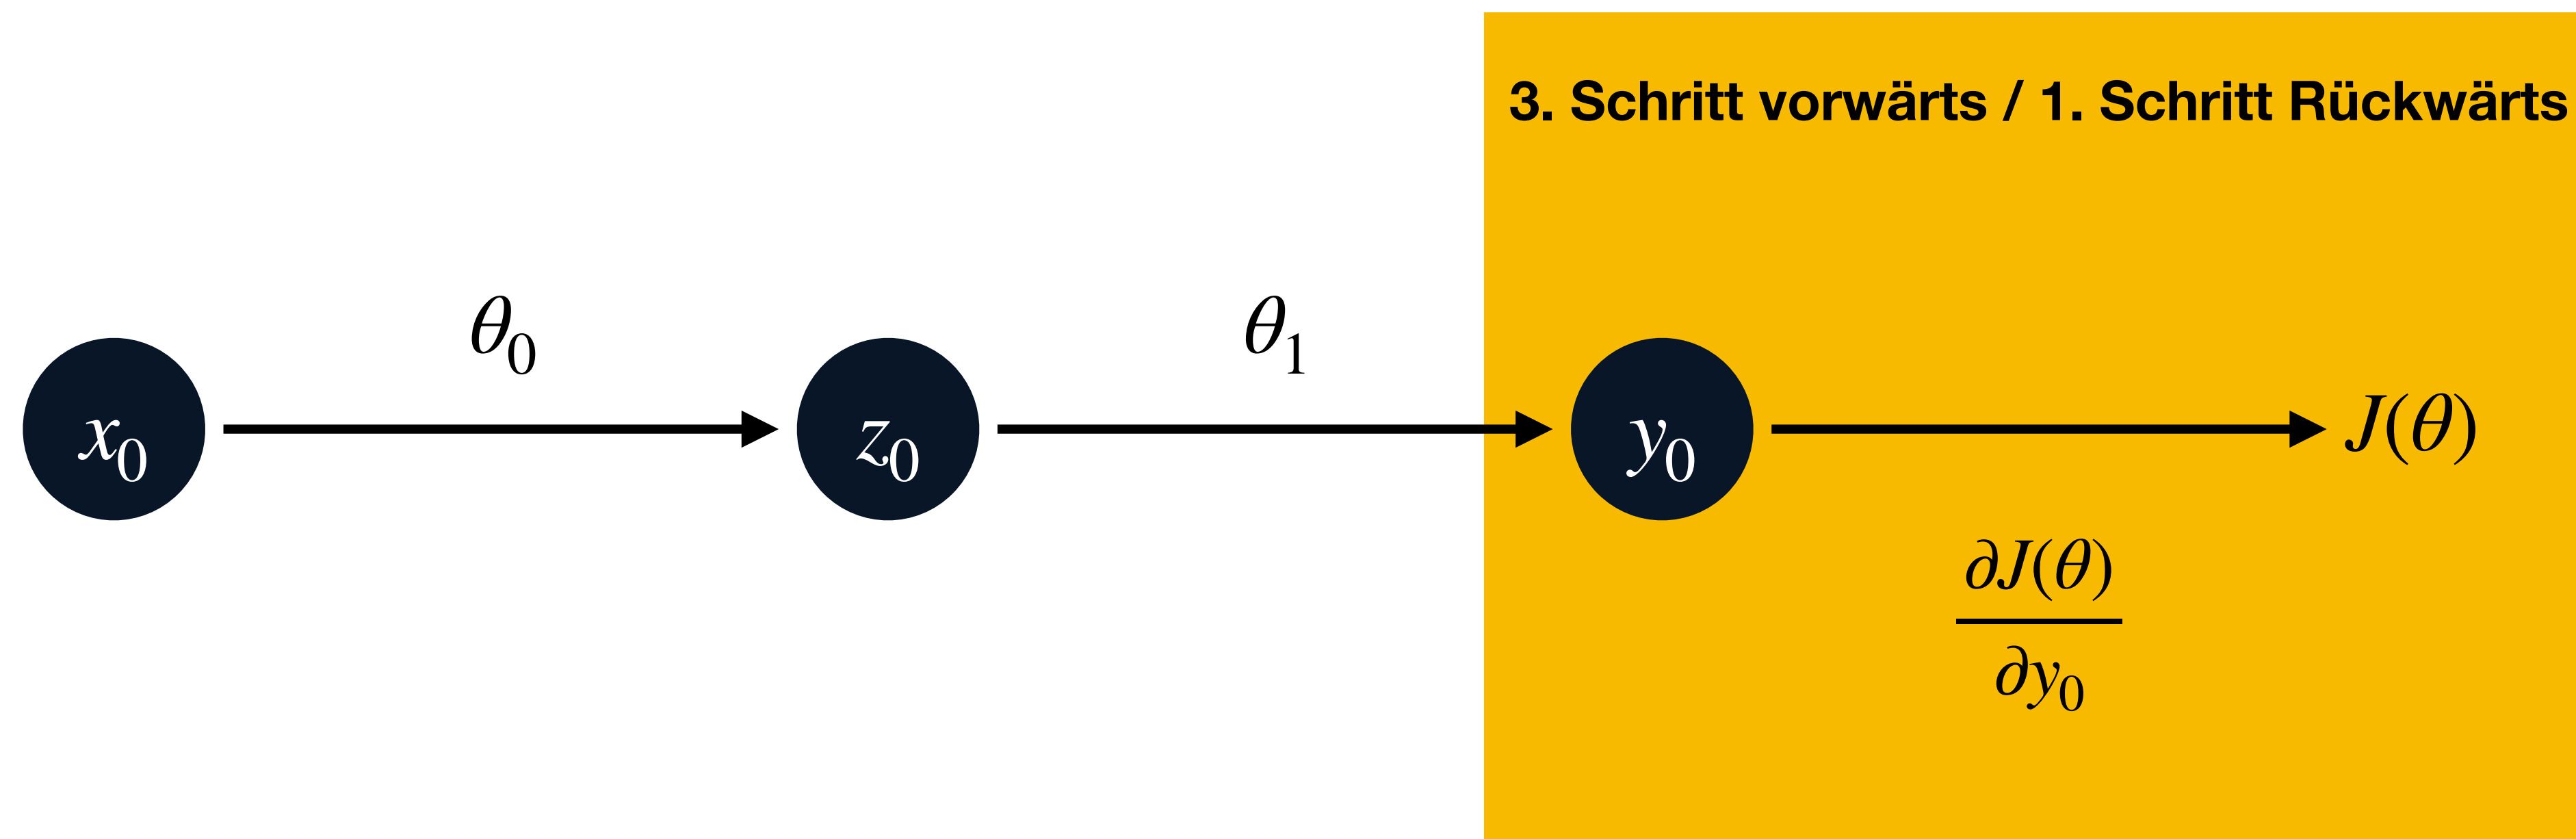 3. Schritt vorwärts / 1. Schritt Rückwärts
θ₀
θ₁
x₀
z₀
y₀
J(θ)
∂J(θ)
∂y₀